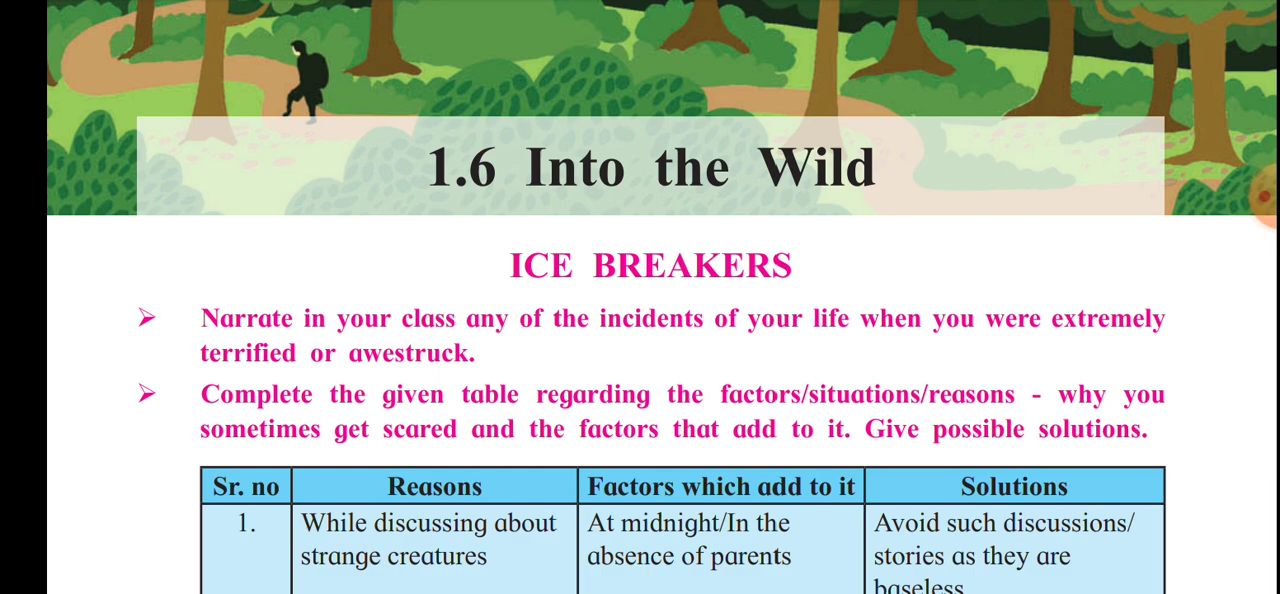 1.6 Into the Wild
ICE BREAKERS
➢ Narrate in your class any of the incidents of your life when you were extremely
terrified or awestruck.
➢ Complete the given table regarding the factors/situations/reasons - why you
sometimes get scared and the factors that add to it. Give possible solutions.
Sr. no Reasons Factors which add to it Solutions
1. While discussing about At midnight/In the Avoid such discussions/
strange creatures absence of parents stories as they are
baseless